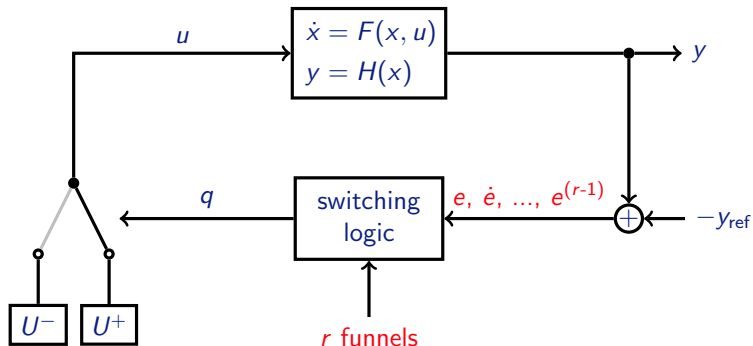 u
ẋ = F(x, u)
y = H(x)
y
q
switching
logic
e, ė, ..., e^(r-1)
+
−y_ref
U^−
U^+
r funnels